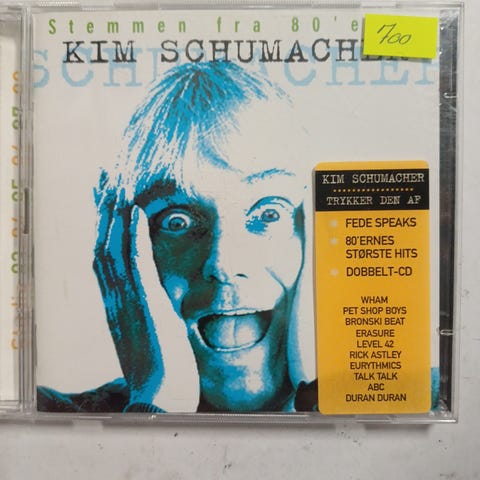 Stemmen fra 80'e
700
KIM SCHUMACHER
SCHUMACHER
KIM SCHUMACHER
TRYKKER DEN AF
FEDE SPEAKS
80'ERNES
STØRSTE HITS
DOBBELT-CD
WHAM
PET SHOP BOYS
BRONSKI BEAT
ERASURE
LEVEL 42
RICK ASTLEY
EURYTHMICS
TALK TALK
ABC
DURAN DURAN